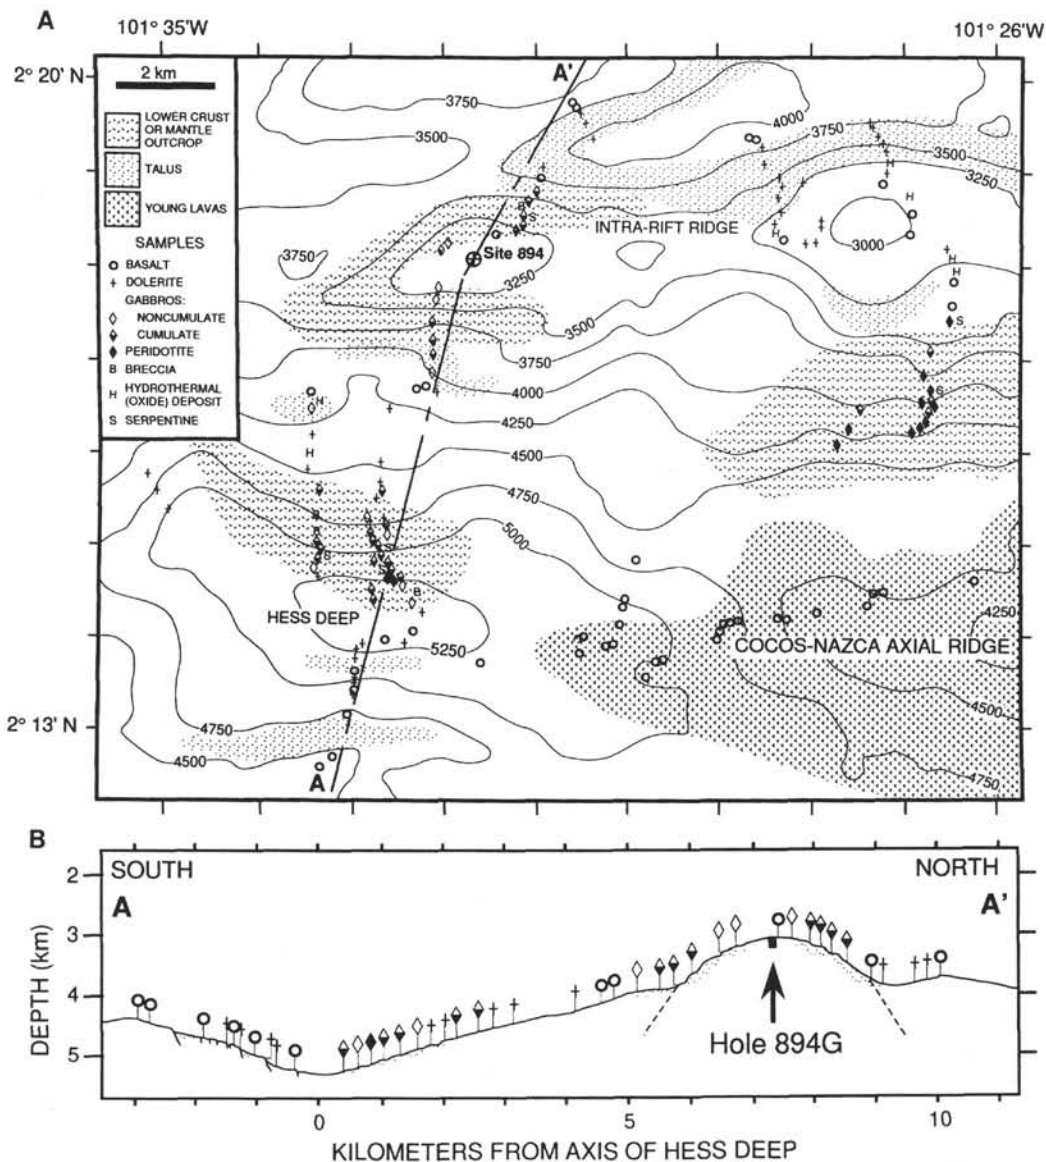 A
101° 35'W
101° 26'W
2° 20' N
2° 13' N
2 km
LOWER CRUST
OR MANTLE
OUTCROP
TALUS
YOUNG LAVAS
SAMPLES
BASALT
DOLERITE
GABBROS:
NONCUMULATE
CUMULATE
PERIDOTITE
B BRECCIA
H HYDROTHERMAL
(OXIDE) DEPOSIT
S SERPENTINE
A'
3750
3500
4000
3750
3500
3250
INTRA-RIFT RIDGE
3000
3750
Site 894
3250
3500
3750
4000
4250
4500
4750
5000
HESS DEEP
5250
4250
COCOS-NAZCA AXIAL RIDGE
4500
4750
4750
4500
A
B
H
H
H
H
H
H
S
S
B
S
H
H
B
B
S
S
B
SOUTH
NORTH
A
A'
2
3
4
5
DEPTH (km)
Hole 894G
0
5
10
KILOMETERS FROM AXIS OF HESS DEEP